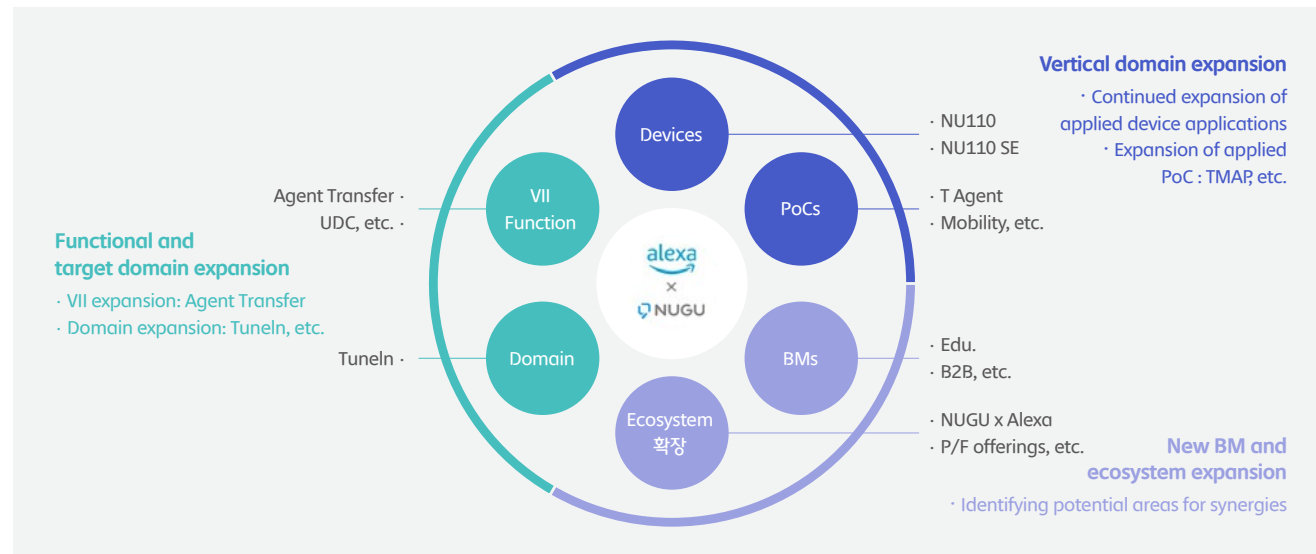 Vertical domain expansion
· Continued expansion of
applied device applications
· Expansion of applied
PoC : TMAP, etc.
Devices
· NU110
· NU110 SE
VII
Function
Agent Transfer ·
UDC, etc. ·
PoCs
· T Agent
· Mobility, etc.
Functional and
target domain expansion
· VII expansion: Agent Transfer
· Domain expansion: Tuneln, etc.
alexa
×
NUGU
Tuneln ·
Domain
BMs
· Edu.
· B2B, etc.
Ecosystem
확장
· NUGU x Alexa
· P/F offerings, etc.
New BM and
ecosystem expansion
· Identifying potential areas for synergies